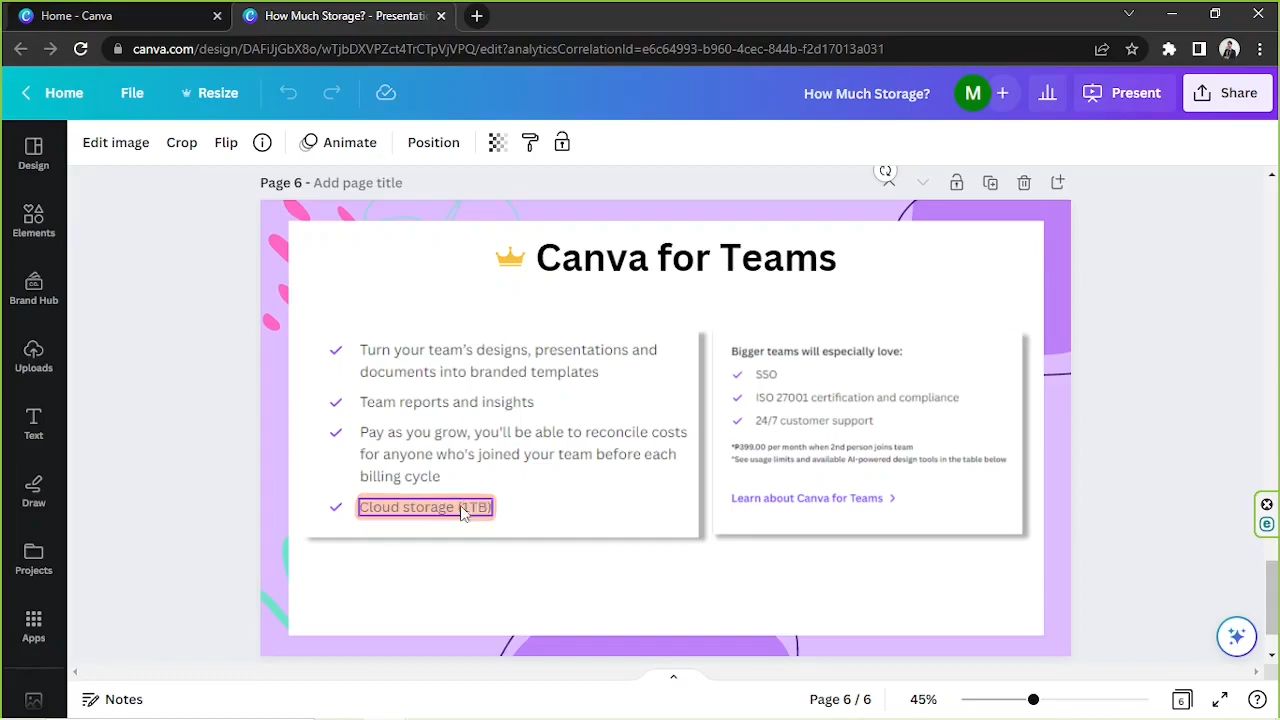 Home - Canva
How Much Storage? - Presentatio
canva.com/design/DAFiJjGbX8o/wTjbDXVPZct4TrCTpVjVPQ/edit?analyticsCorrelationId=e6c64993-b960-4cec-844b-f2d17013a031
Home
File
Resize
How Much Storage?
M
Present
Share
Edit image
Crop
Flip
Animate
Position
Design
Elements
Brand Hub
Uploads
Text
Draw
Projects
Apps
Page 6 - Add page title
Canva for Teams
Turn your team's designs, presentations and
documents into branded templates
Team reports and insights
Pay as you grow, you'll be able to reconcile costs
for anyone who's joined your team before each
billing cycle
Cloud storage (1TB)
Bigger teams will especially love:
SSO
ISO 27001 certification and compliance
24/7 customer support
*₱399.00 per month when 2nd person joins team
*See usage limits and available AI-powered design tools in the table below
Learn about Canva for Teams
Notes
Page 6 / 6
45%
6